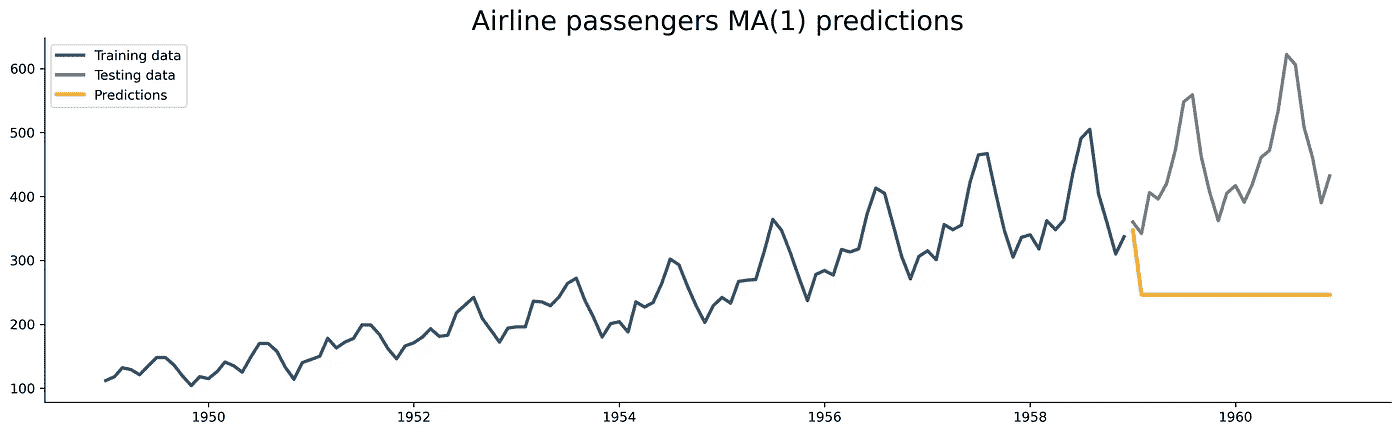 Airline passengers MA(1) predictions
Training data
Testing data
Predictions
600
500
400
300
200
100
1950 1952 1954 1956 1958 1960